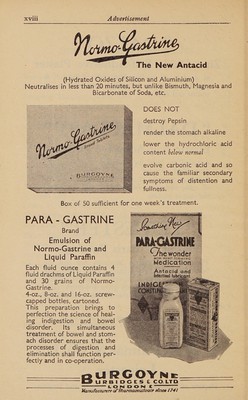 xviii
Advertisement
Normo-Gastrine
The New Antacid
(Hydrated Oxides of Silicon and Aluminium)
Neutralises in less than 20 minutes, but unlike Bismuth, Magnesia and
Bicarbonate of Soda, etc.
Normo-Gastrine
brand Tablets.
BURGOYNE
DOES NOT
destroy Pepsin
render the stomach alkaline
lower the hydrochloric acid
content below normal
evolve carbonic acid and so
cause the familiar secondary
symptoms of distention and
fullness.
Box of 50 sufficient for one week's treatment.
PARA - GASTRINE
Brand
Emulsion of
Normo-Gastrine and
Liquid Paraffin
Each fluid ounce contains 4
fluid drachms of Liquid Paraffin
and 30 grains of Normo-
Gastrine.
4-oz., 8-oz. and 16-oz. screw-
capped bottles, cartoned.
This preparation brings to
perfection the science of heal-
ing indigestion and bowel
disorder. Its simultaneous
treatment of bowel and stom-
ach disorder ensures that the
processes of digestion and
elimination shall function per-
fectly and in co-operation.
Something New
PARA-GASTRINE
The wonder
Medication
Antacid and
BURGOYNE
BURBIDGES & CO. LTD
LONDON E
Manufacturers of Pharmaceuticals since 1741